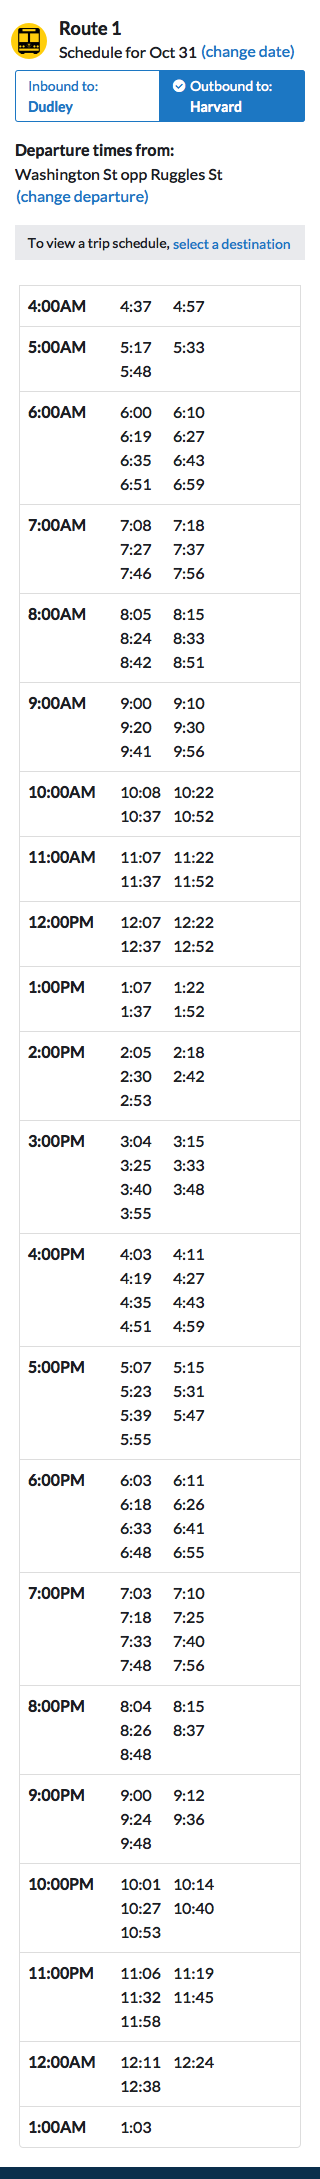 Route 1
Schedule for Oct 31 (change date)
Inbound to: Outbound to:
Dudley Harvard
Departure times from:
Washington St opp Ruggles St
(change departure)
To view a trip schedule, select a destination
4:00AM 4:37 4:57
5:00AM 5:17 5:33
5:48
6:00AM 6:00 6:10
6:19 6:27
6:35 6:43
6:51 6:59
7:00AM 7:08 7:18
7:27 7:37
7:46 7:56
8:00AM 8:05 8:15
8:24 8:33
8:42 8:51
9:00AM 9:00 9:10
9:20 9:30
9:41 9:56
10:00AM 10:08 10:22
10:37 10:52
11:00AM 11:07 11:22
11:37 11:52
12:00PM 12:07 12:22
12:37 12:52
1:00PM 1:07 1:22
1:37 1:52
2:00PM 2:05 2:18
2:30 2:42
2:53
3:00PM 3:04 3:15
3:25 3:33
3:40 3:48
3:55
4:00PM 4:03 4:11
4:19 4:27
4:35 4:43
4:51 4:59
5:00PM 5:07 5:15
5:23 5:31
5:39 5:47
5:55
6:00PM 6:03 6:11
6:18 6:26
6:33 6:41
6:48 6:55
7:00PM 7:03 7:10
7:18 7:25
7:33 7:40
7:48 7:56
8:00PM 8:04 8:15
8:26 8:37
8:48
9:00PM 9:00 9:12
9:24 9:36
9:48
10:00PM 10:01 10:14
10:27 10:40
10:53
11:00PM 11:06 11:19
11:32 11:45
11:58
12:00AM 12:11 12:24
12:38
1:00AM 1:03